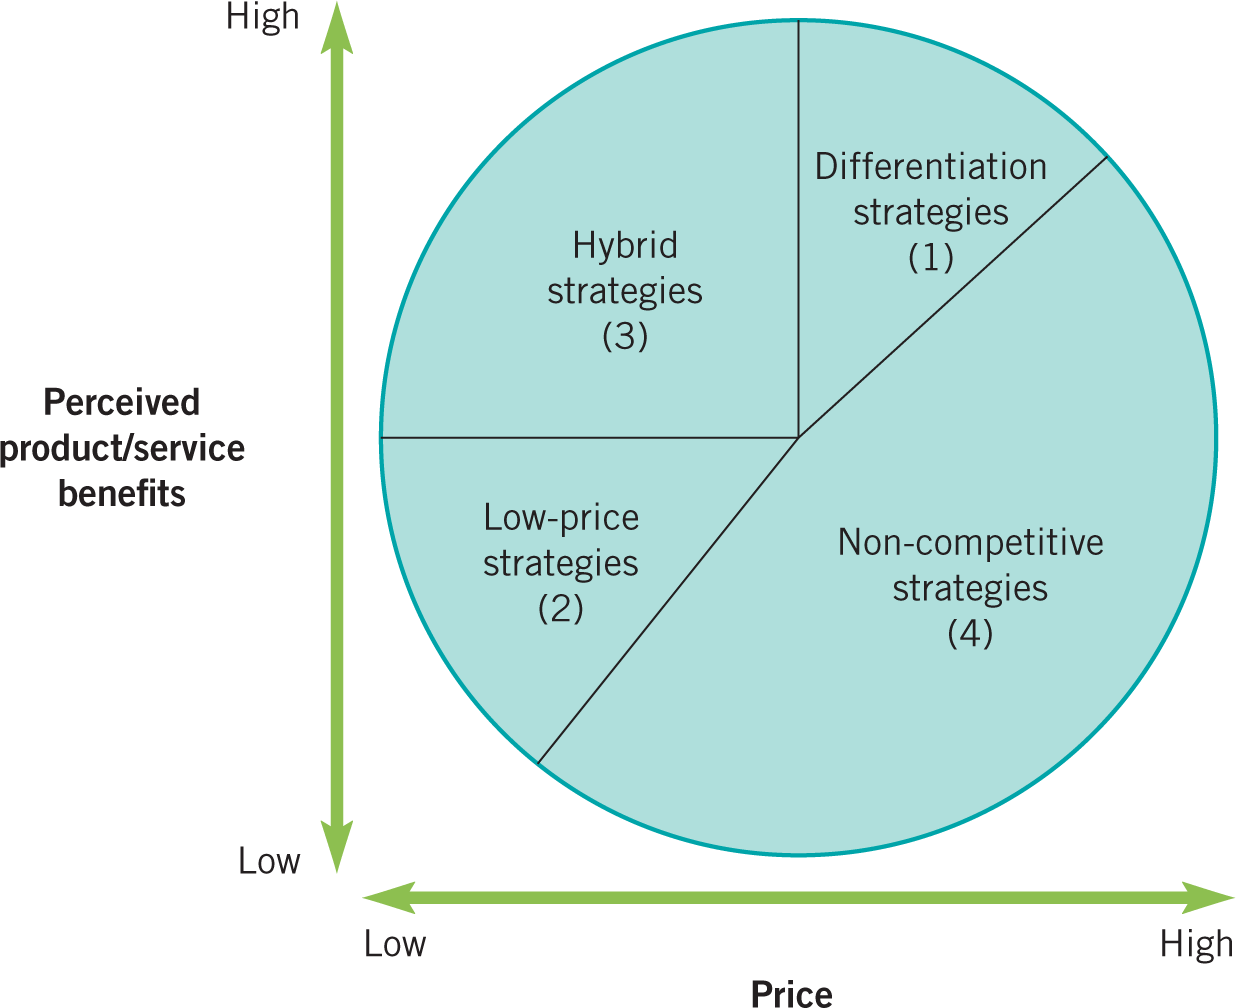 High
Differentiation
strategies
(1)
Hybrid
strategies
(3)
Perceived
product/service
benefits
Low-price
strategies
(2)
Non-competitive
strategies
(4)
Low
Low
High
Price